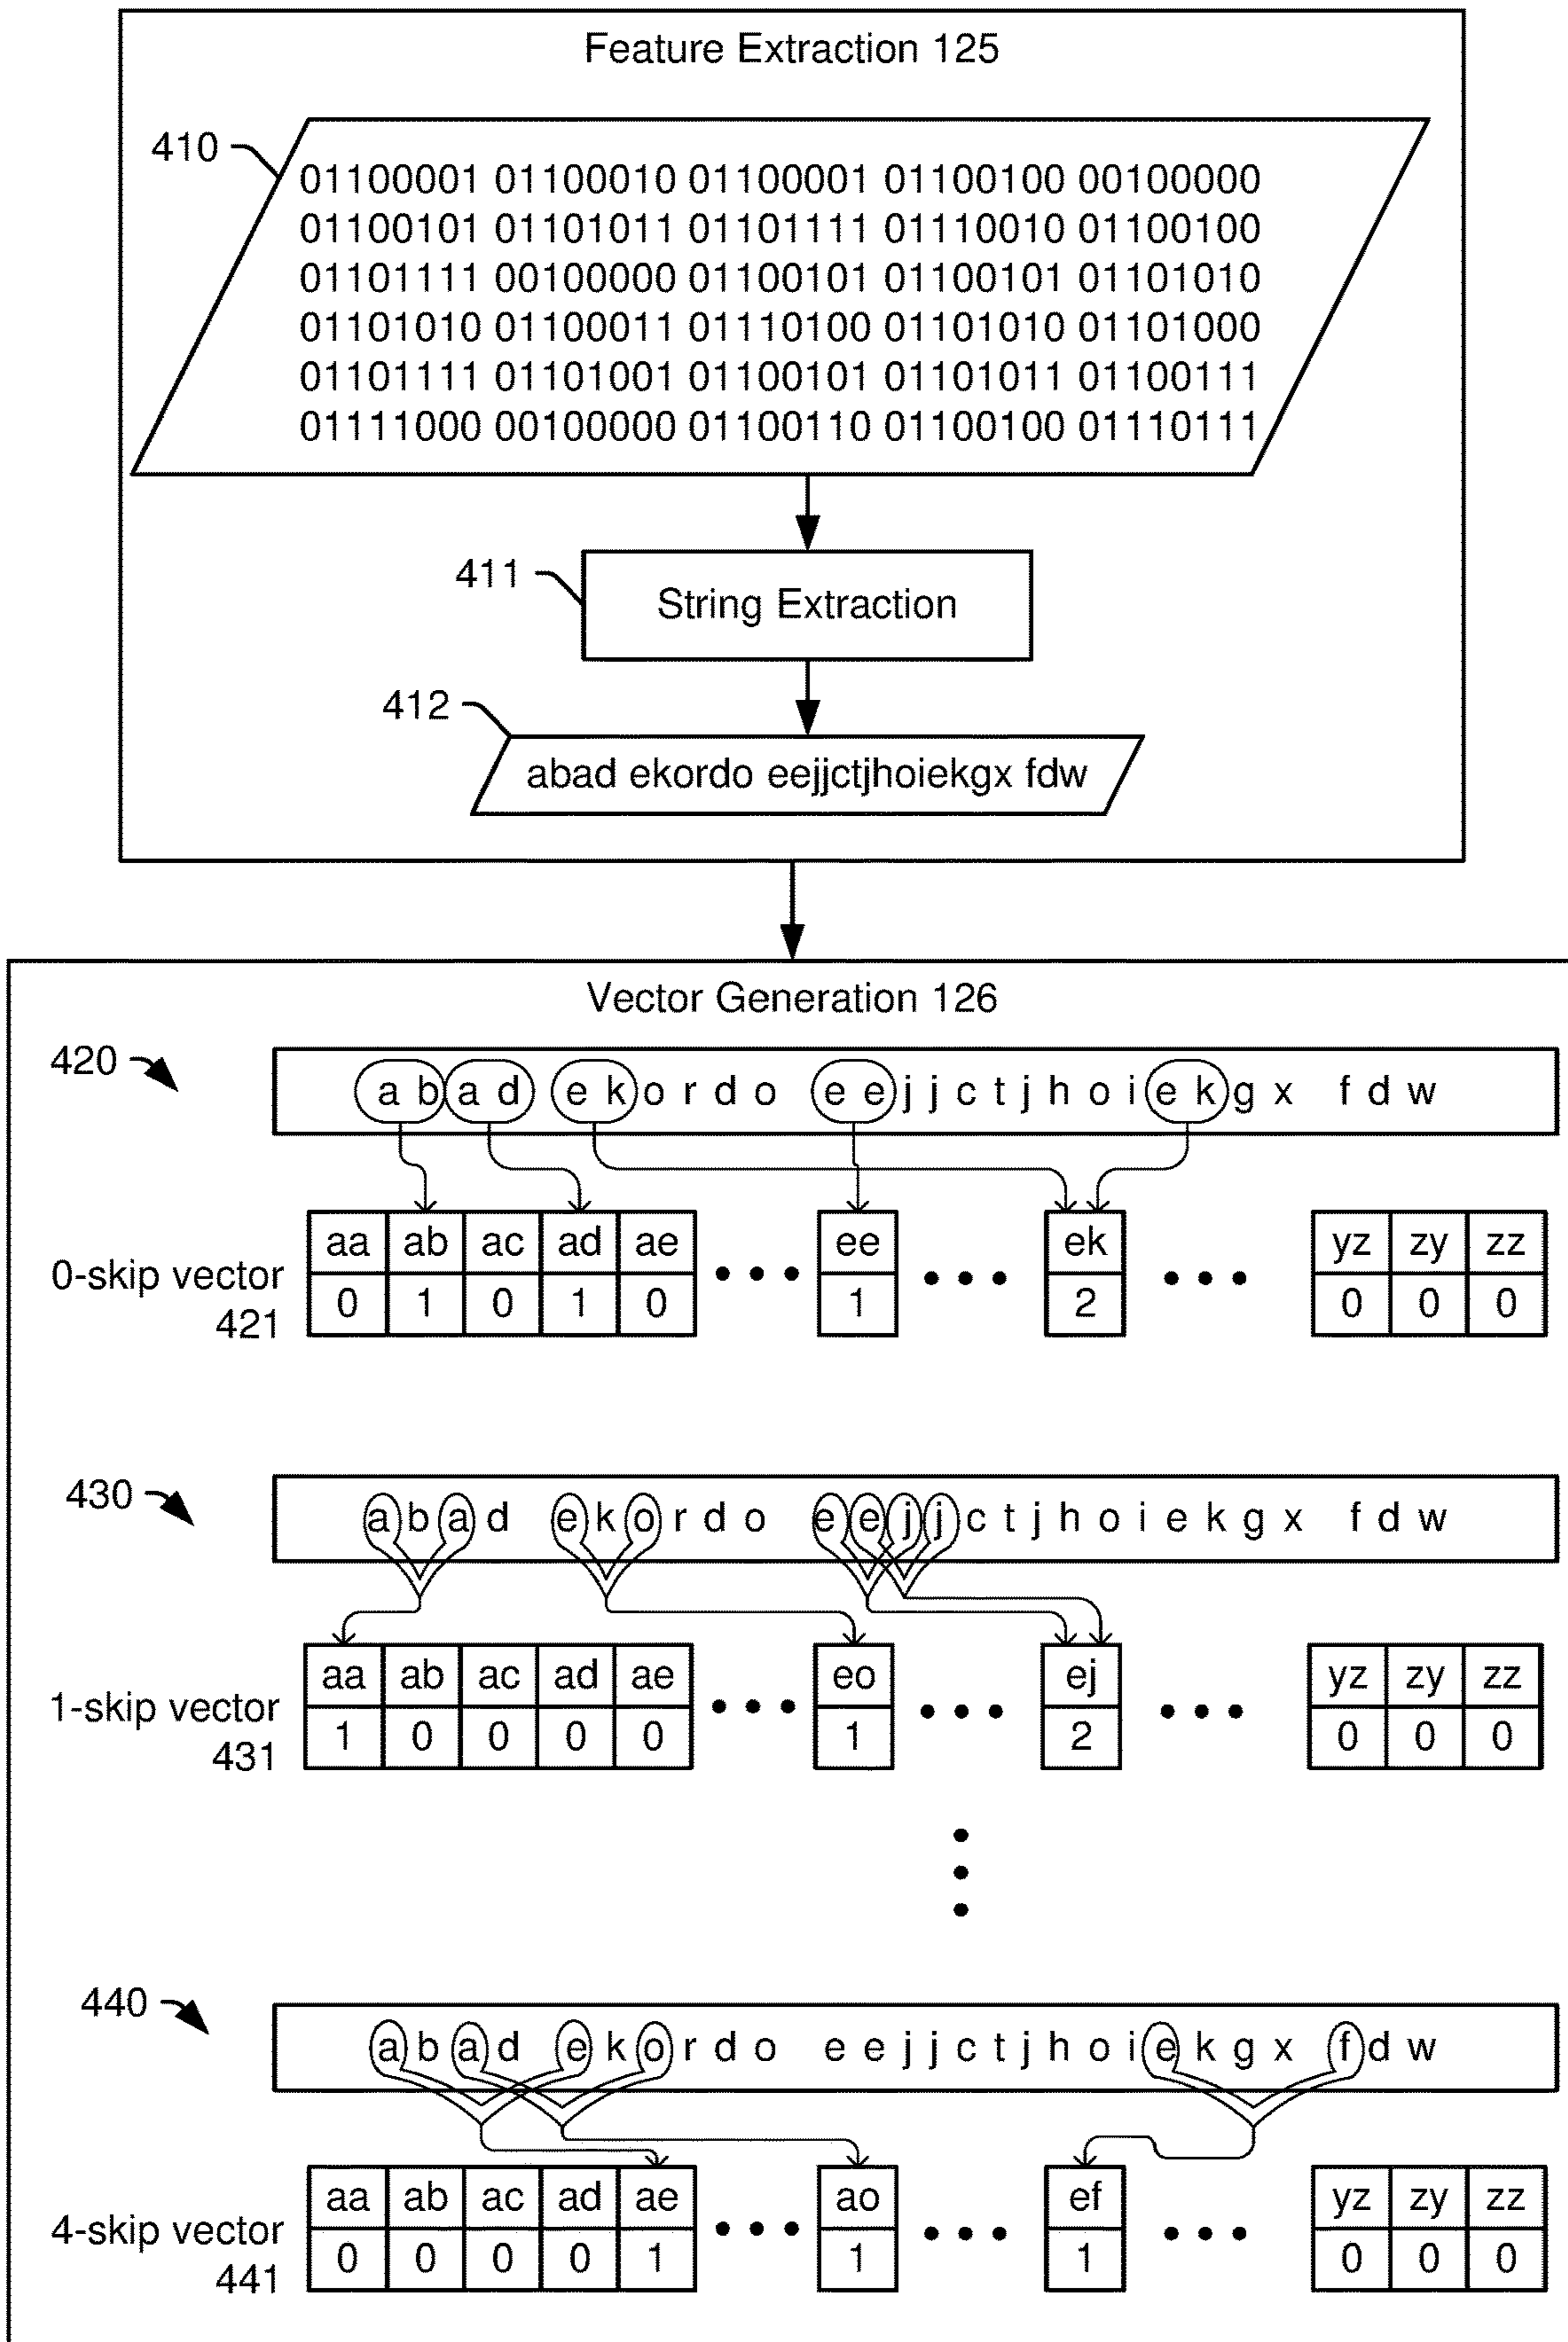 Feature Extraction 125
410
01100001 01100010 01100001 01100100 00100000
01100101 01101011 01101111 01110010 01100100
01101111 00100000 01100101 01100101 01101010
01101010 01100011 01110100 01101010 01101000
01101111 01101001 01100101 01101011 01100111
01111000 00100000 01100110 01100100 01110111
411
String Extraction
412
abad ekordo eejjctjhoiekgx fdw
Vector Generation 126
420
a b a d e k o r d o e e j j c t j h o i e k g x f d w
aa ab ac ad ae ee ek yz zy zz
0-skip vector
421
0 1 0 1 0 1 2 0 0 0
430
a b a d e k o r d o e e j j c t j h o i e k g x f d w
aa ab ac ad ae eo ej yz zy zz
1-skip vector
431
1 0 0 0 0 1 2 0 0 0
440
a b a d e k o r d o e e j j c t j h o i e k g x f d w
aa ab ac ad ae ao ef yz zy zz
4-skip vector
441
0 0 0 0 1 1 1 0 0 0